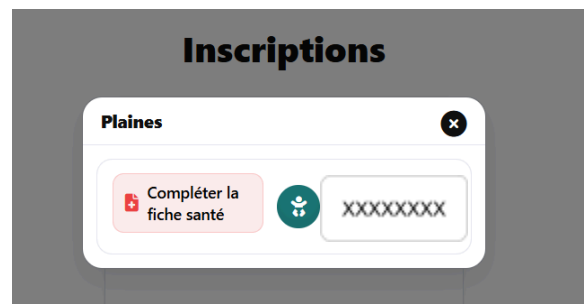 Inscriptions
Plaines
Compléter la
fiche santé
XXXXXXXX